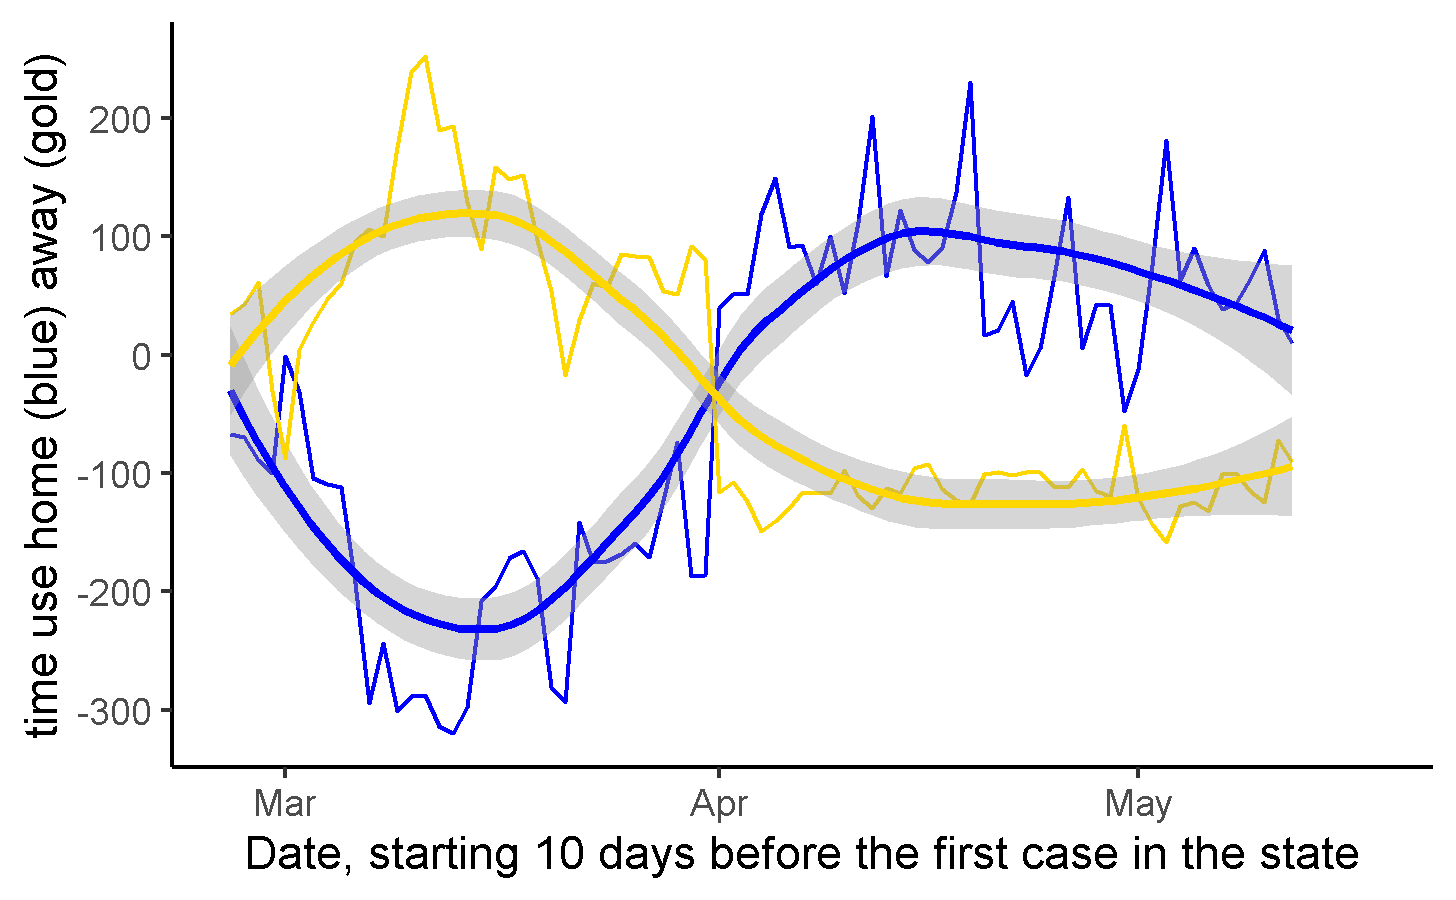 time use home (blue) away (gold)
200
100
0
-100
-200
-300
Mar Apr May
Date, starting 10 days before the first case in the state